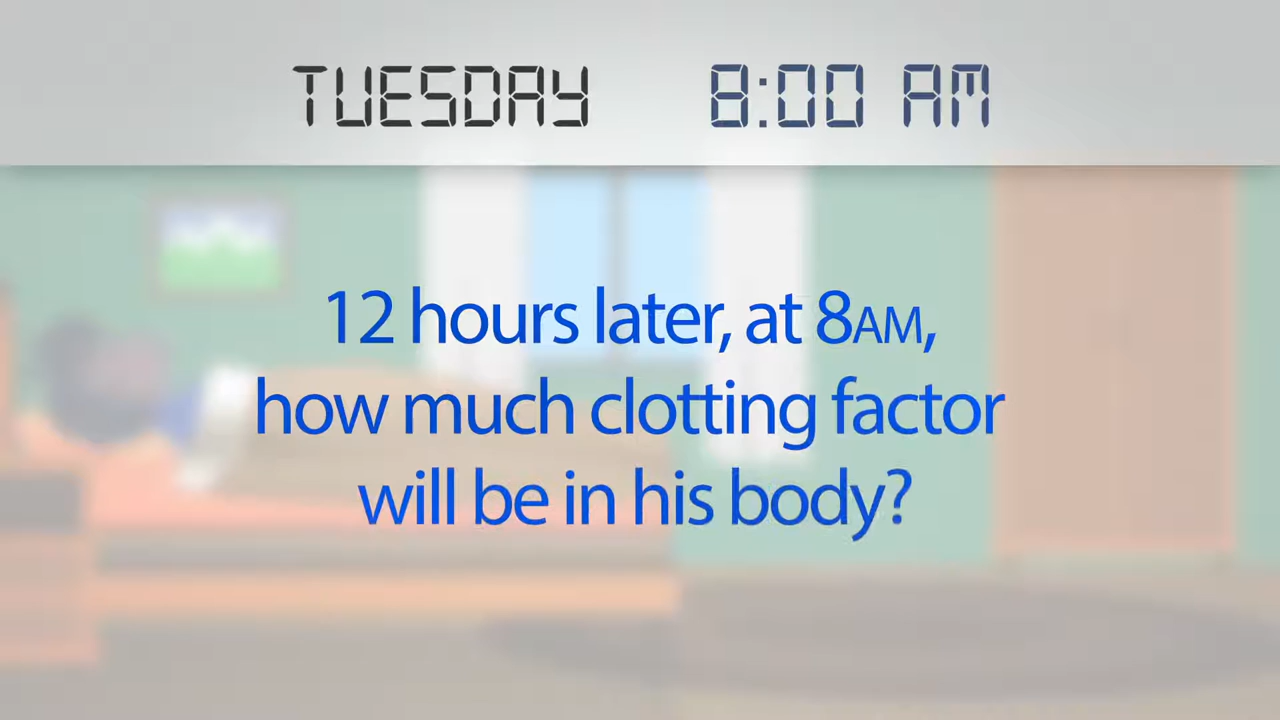 TUESDAY 8:00 AM
12 hours later, at 8AM,
how much clotting factor
will be in his body?